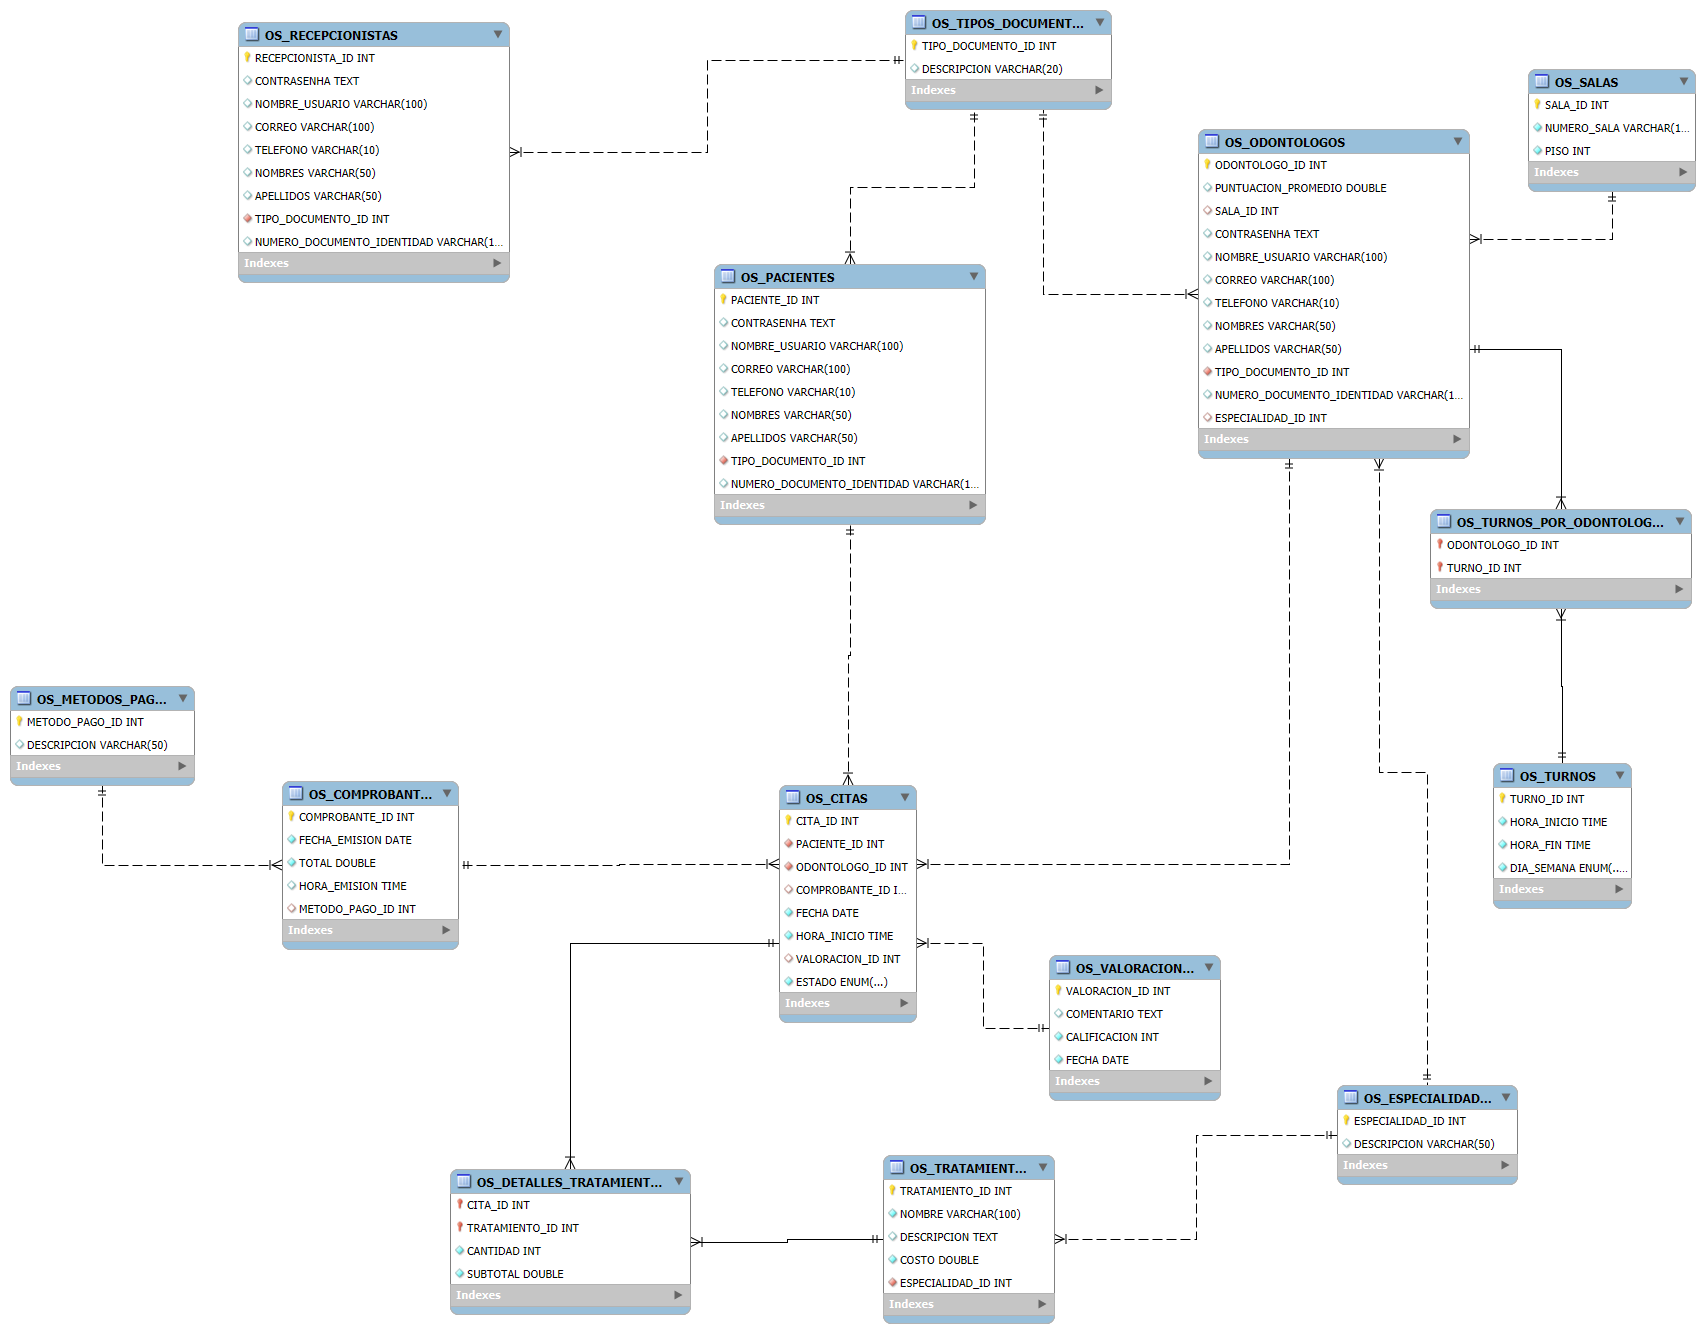 OS_RECEPCIONISTAS
RECEPCIONISTA_ID INT
CONTRASENHA TEXT
NOMBRE_USUARIO VARCHAR(100)
CORREO VARCHAR(100)
TELEFONO VARCHAR(10)
NOMBRES VARCHAR(50)
APELLIDOS VARCHAR(50)
TIPO_DOCUMENTO_ID INT
NUMERO_DOCUMENTO_IDENTIDAD VARCHAR(1...
Indexes
OS_TIPOS_DOCUMENT...
TIPO_DOCUMENTO_ID INT
DESCRIPCION VARCHAR(20)
Indexes
OS_SALAS
SALA_ID INT
NUMERO_SALA VARCHAR(1...
PISO INT
Indexes
OS_ODONTOLOGOS
ODONTOLOGO_ID INT
PUNTUACION_PROMEDIO DOUBLE
SALA_ID INT
CONTRASENHA TEXT
NOMBRE_USUARIO VARCHAR(100)
CORREO VARCHAR(100)
TELEFONO VARCHAR(10)
NOMBRES VARCHAR(50)
APELLIDOS VARCHAR(50)
TIPO_DOCUMENTO_ID INT
NUMERO_DOCUMENTO_IDENTIDAD VARCHAR(1...
ESPECIALIDAD_ID INT
Indexes
OS_PACIENTES
PACIENTE_ID INT
CONTRASENHA TEXT
NOMBRE_USUARIO VARCHAR(100)
CORREO VARCHAR(100)
TELEFONO VARCHAR(10)
NOMBRES VARCHAR(50)
APELLIDOS VARCHAR(50)
TIPO_DOCUMENTO_ID INT
NUMERO_DOCUMENTO_IDENTIDAD VARCHAR(1...
Indexes
OS_TURNOS_POR_ODONTOLOG...
ODONTOLOGO_ID INT
TURNO_ID INT
Indexes
OS_METODOS_PAG...
METODO_PAGO_ID INT
DESCRIPCION VARCHAR(50)
Indexes
OS_COMPROBANT...
COMPROBANTE_ID INT
FECHA_EMISION DATE
TOTAL DOUBLE
HORA_EMISION TIME
METODO_PAGO_ID INT
Indexes
OS_CITAS
CITA_ID INT
PACIENTE_ID INT
ODONTOLOGO_ID INT
COMPROBANTE_ID I...
FECHA DATE
HORA_INICIO TIME
VALORACION_ID INT
ESTADO ENUM(...)
Indexes
OS_TURNOS
TURNO_ID INT
HORA_INICIO TIME
HORA_FIN TIME
DIA_SEMANA ENUM(.....
Indexes
OS_VALORACION...
VALORACION_ID INT
COMENTARIO TEXT
CALIFICACION INT
FECHA DATE
Indexes
OS_ESPECIALIDAD...
ESPECIALIDAD_ID INT
DESCRIPCION VARCHAR(50)
Indexes
OS_DETALLES_TRATAMIENT...
CITA_ID INT
TRATAMIENTO_ID INT
CANTIDAD INT
SUBTOTAL DOUBLE
Indexes
OS_TRATAMIENT...
TRATAMIENTO_ID INT
NOMBRE VARCHAR(100)
DESCRIPCION TEXT
COSTO DOUBLE
ESPECIALIDAD_ID INT
Indexes